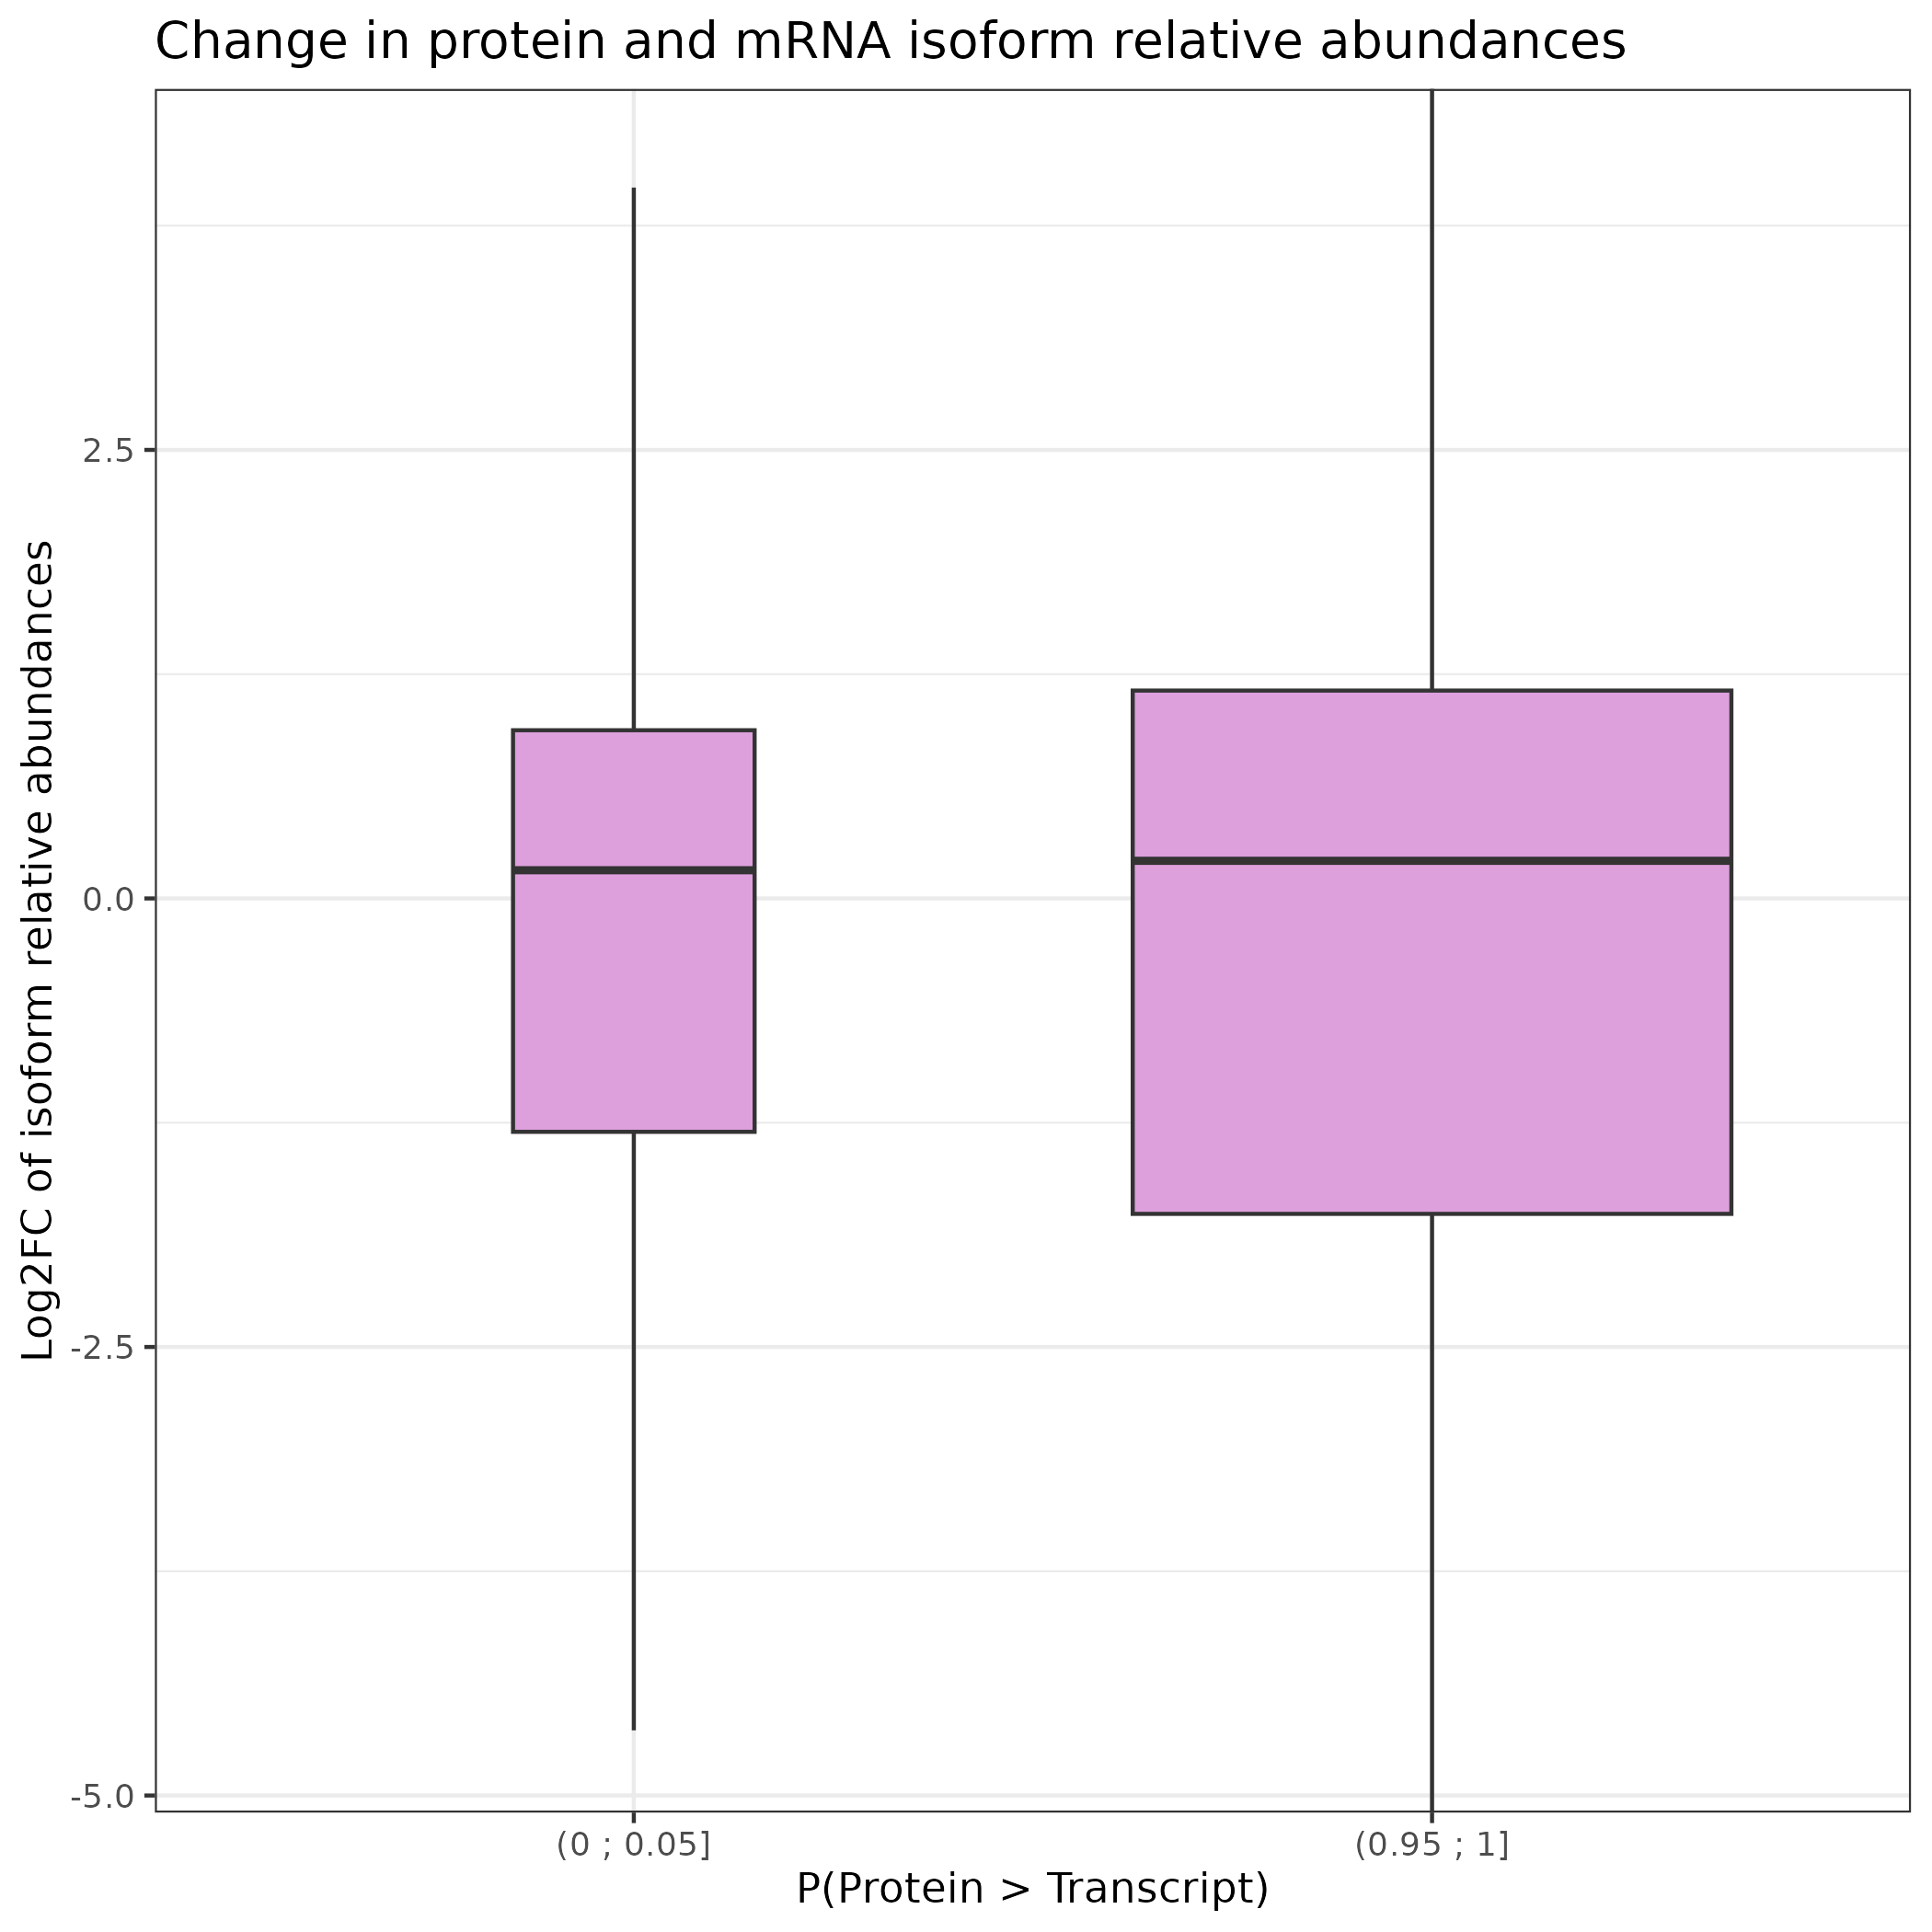 Change in protein and mRNA isoform relative abundances
Log2FC of isoform relative abundances
2.5
0.0
-2.5
-5.0
(0 ; 0.05]
(0.95 ; 1]
P(Protein > Transcript)